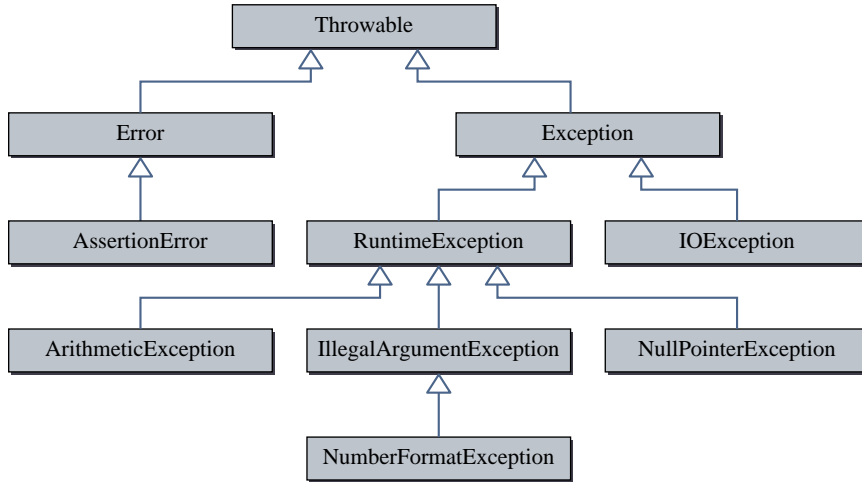 Throwable
Error
Exception
AssertionError
RuntimeException
IOException
ArithmeticException
IllegalArgumentException
NullPointerException
NumberFormatException